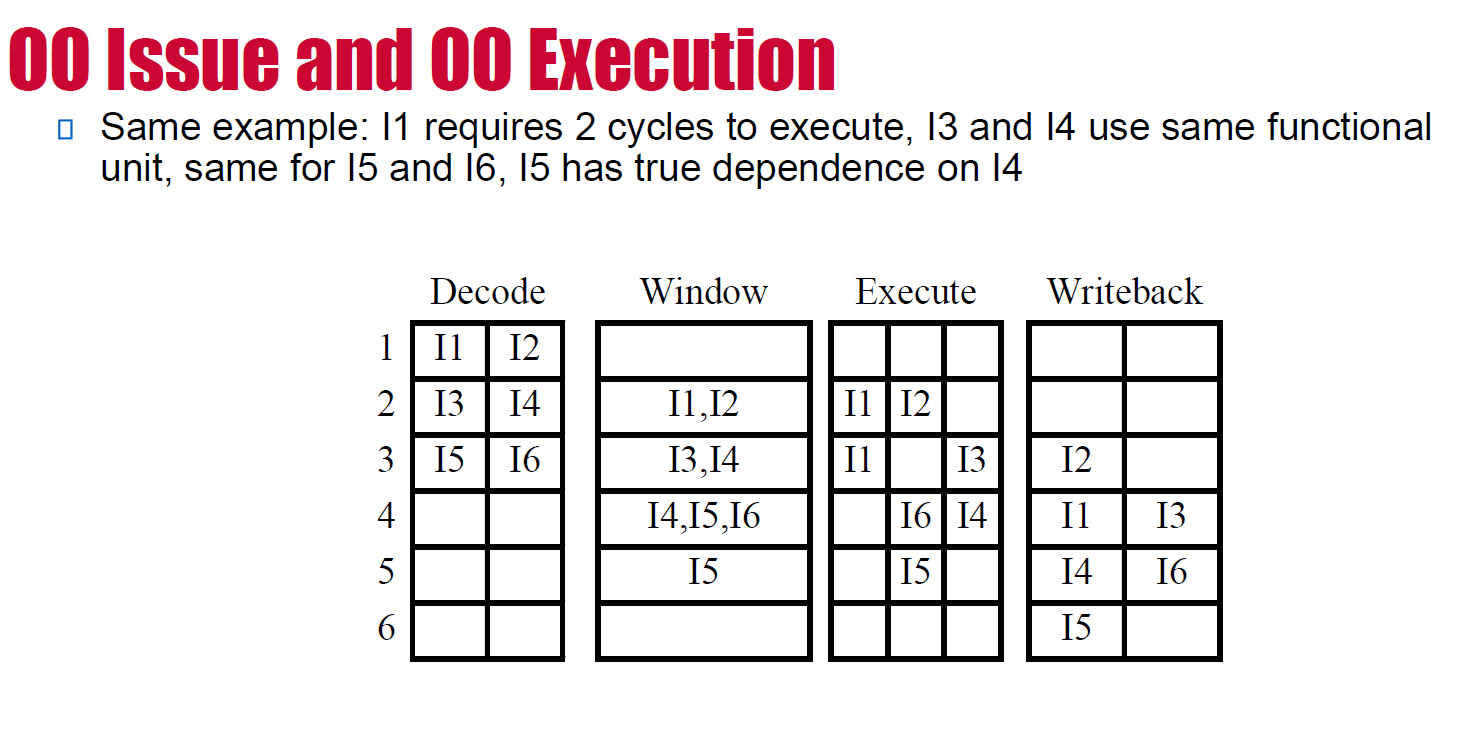 OO Issue and OO Execution
Same example: I1 requires 2 cycles to execute, I3 and I4 use same functional
unit, same for I5 and I6, I5 has true dependence on I4
Decode Window Execute Writeback
1 I1 I2
2 I3 I4 I1,I2 I1 I2
3 I5 I6 I3,I4 I1 I3 I2
4 I4,I5,I6 I6 I4 I1 I3
5 I5 I5 I4 I6
6 I5